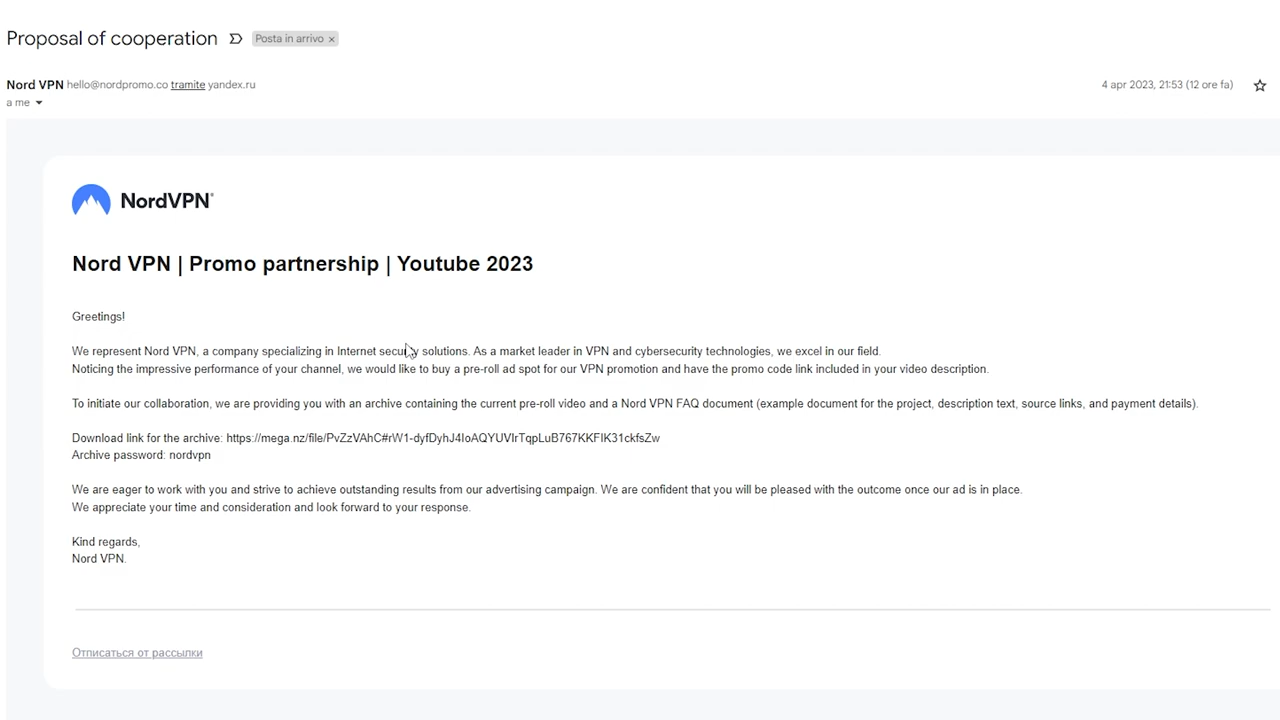 Proposal of cooperation Posta in arrivo ×
Nord VPN hello@nordpromo.co tramite yandex.ru 4 apr 2023, 21:53 (12 ore fa)
a me
NordVPN®
Nord VPN | Promo partnership | Youtube 2023
Greetings!
We represent Nord VPN, a company specializing in Internet security solutions. As a market leader in VPN and cybersecurity technologies, we excel in our field.
Noticing the impressive performance of your channel, we would like to buy a pre-roll ad spot for our VPN promotion and have the promo code link included in your video description.
To initiate our collaboration, we are providing you with an archive containing the current pre-roll video and a Nord VPN FAQ document (example document for the project, description text, source links, and payment details).
Download link for the archive: https://mega.nz/file/PvZzVAhC#rW1-dyfDyhJ4IoAQYUVIrTqpLuB767KKFIK31ckfsZw
Archive password: nordvpn
We are eager to work with you and strive to achieve outstanding results from our advertising campaign. We are confident that you will be pleased with the outcome once our ad is in place.
We appreciate your time and consideration and look forward to your response.
Kind regards,
Nord VPN.
Отписаться от рассылки